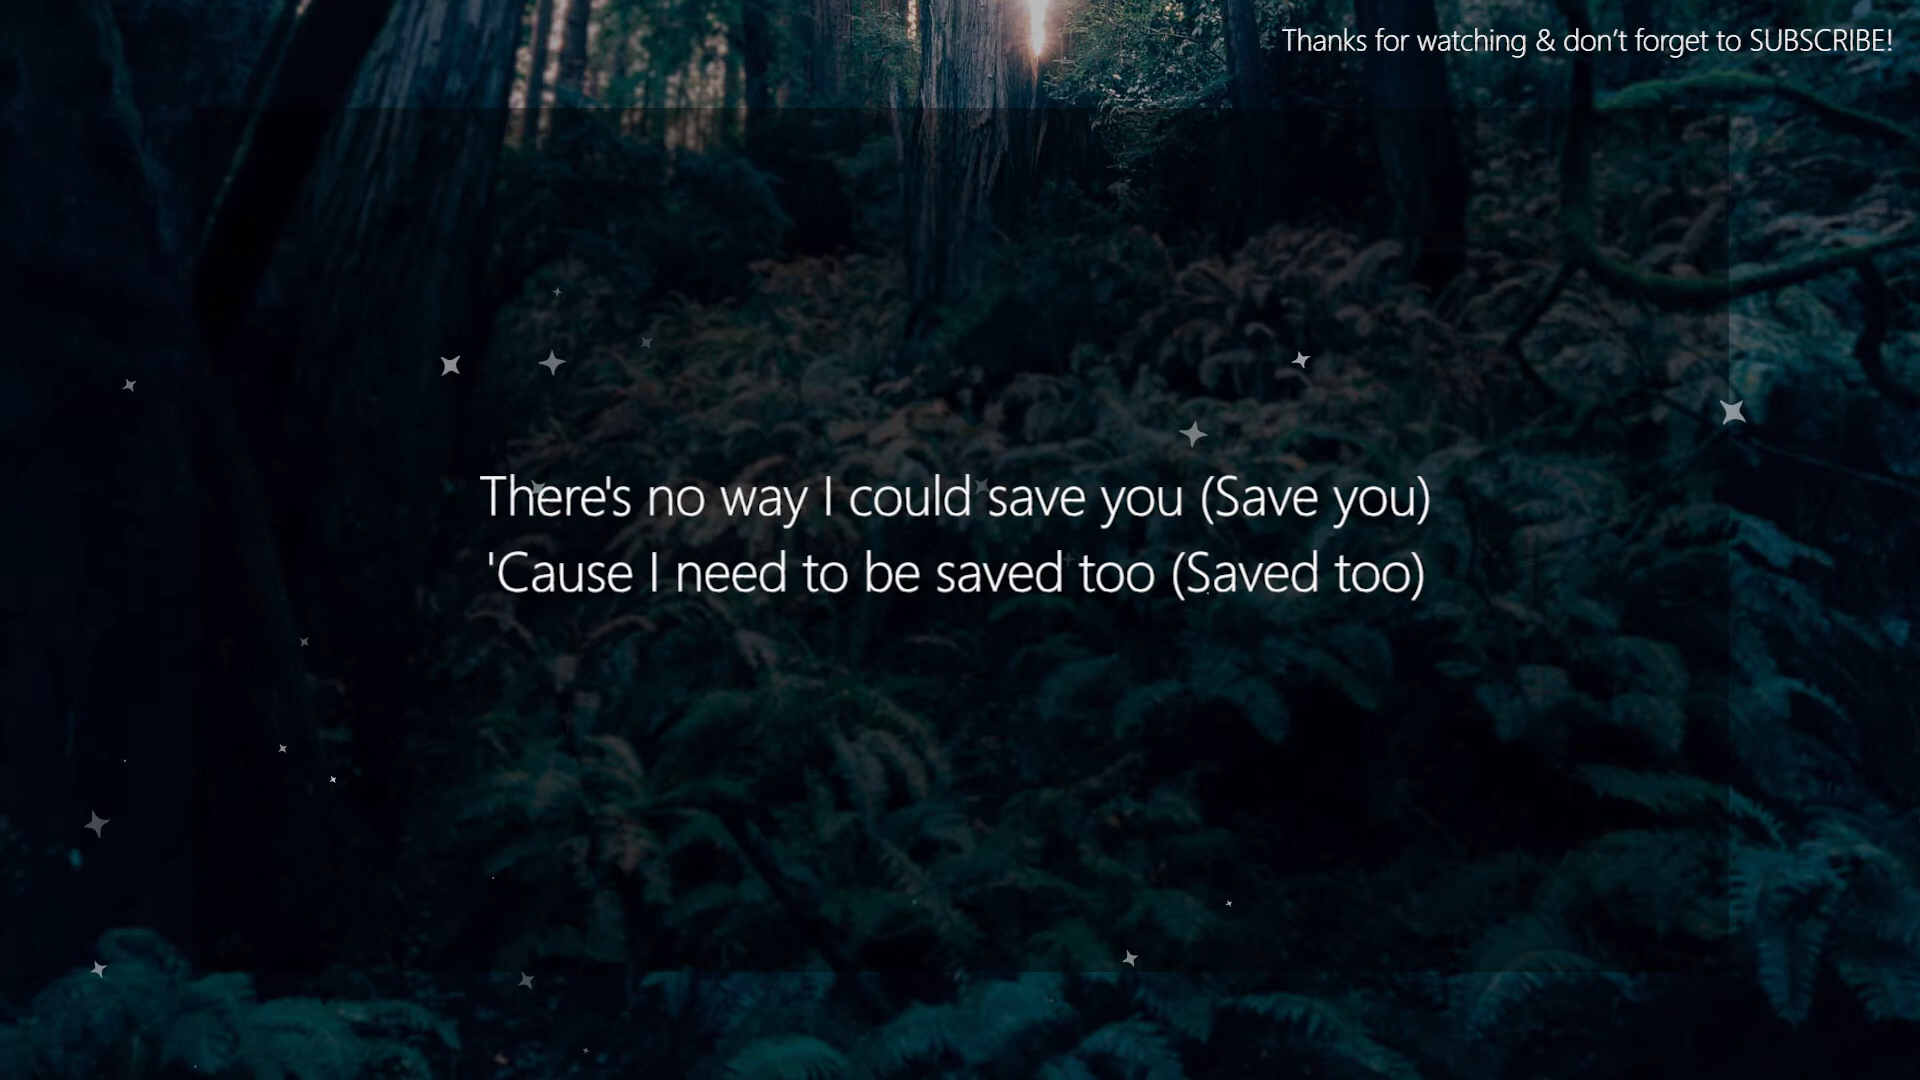 Thanks for watching & don’t forget to SUBSCRIBE!
There's no way I could save you (Save you)
'Cause I need to be saved too (Saved too)